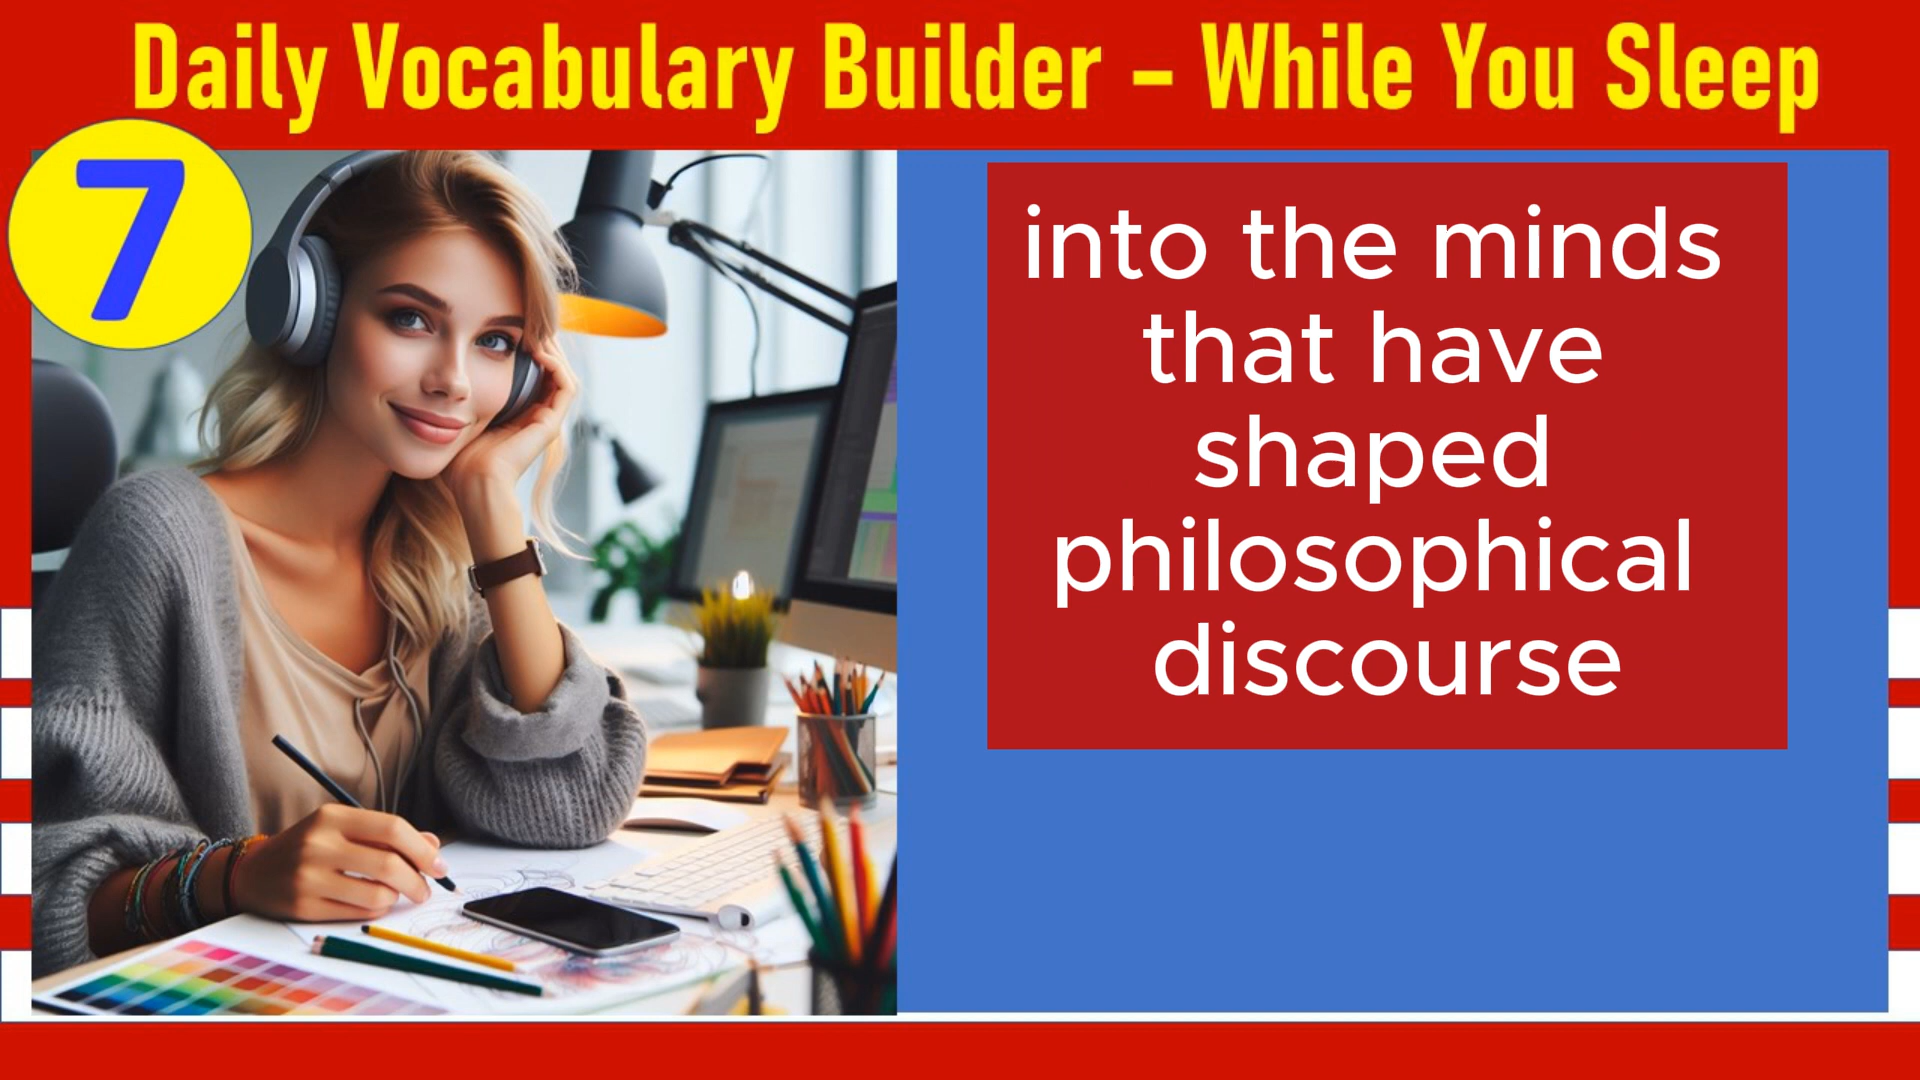 Daily Vocabulary Builder – While You Sleep
7
into the minds
that have
shaped
philosophical
discourse